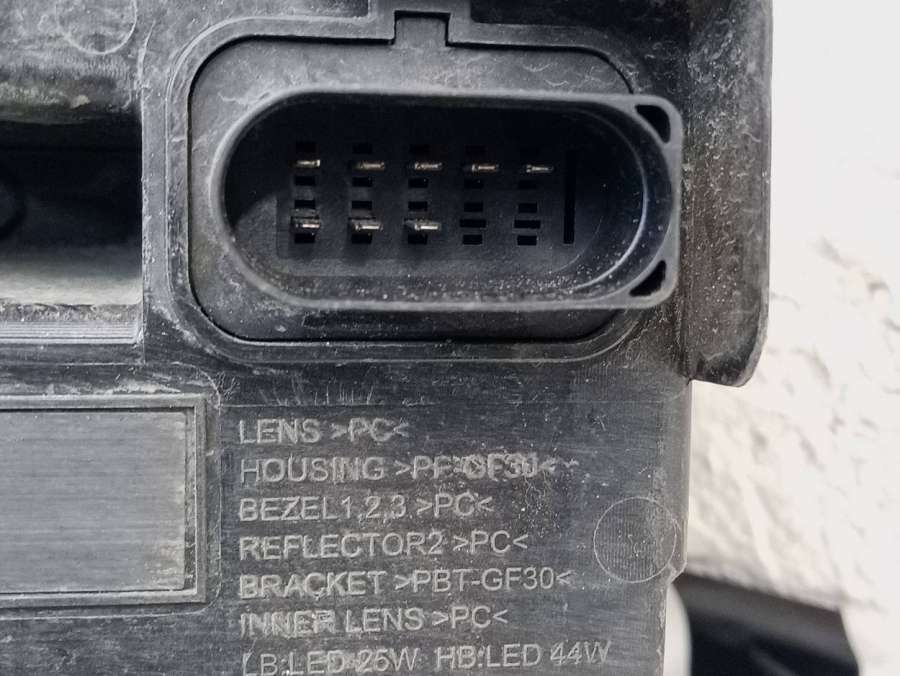 LENS >PC<
HOUSING >PP-GF30<
BEZEL1,2,3 >PC<
REFLECTOR2 >PC<
BRACKET >PBT-GF30<
INNER LENS >PC<
LB:LED 25W HB:LED 44W